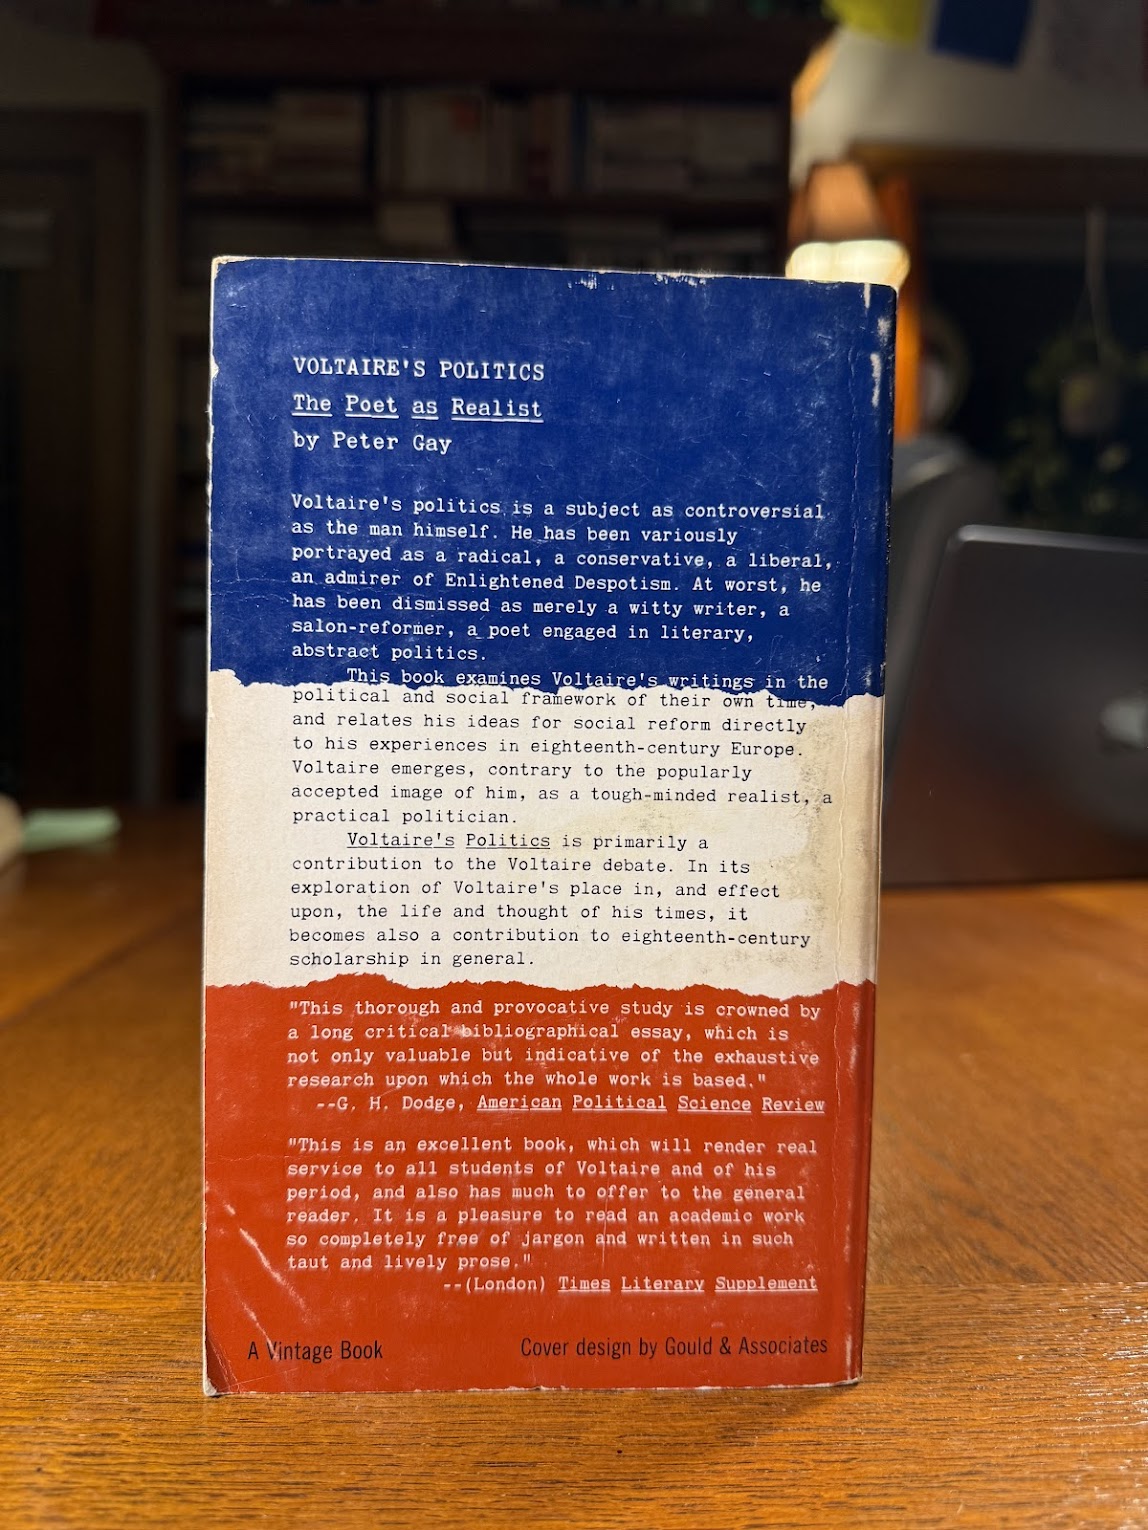 VOLTAIRE'S POLITICS
The Poet as Realist
by Peter Gay
Voltaire's politics is a subject as controversial
as the man himself. He has been variously
portrayed as a radical, a conservative, a liberal,
an admirer of Enlightened Despotism. At worst, he
has been dismissed as merely a witty writer, a
salon-reformer, a poet engaged in literary,
abstract politics.
This book examines Voltaire's writings in the
political and social framework of their own time,
and relates his ideas for social reform directly
to his experiences in eighteenth-century Europe.
Voltaire emerges, contrary to the popularly
accepted image of him, as a tough-minded realist, a
practical politician.
Voltaire's Politics is primarily a
contribution to the Voltaire debate. In its
exploration of Voltaire's place in, and effect
upon, the life and thought of his times, it
becomes also a contribution to eighteenth-century
scholarship in general.
"This thorough and provocative study is crowned by
a long critical bibliographical essay, which is
not only valuable but indicative of the exhaustive
research upon which the whole work is based."
--G. H. Dodge, American Political Science Review
"This is an excellent book, which will render real
service to all students of Voltaire and of his
period, and also has much to offer to the general
reader. It is a pleasure to read an academic work
so completely free of jargon and written in such
taut and lively prose."
--(London) Times Literary Supplement
A Vintage Book
Cover design by Gould & Associates